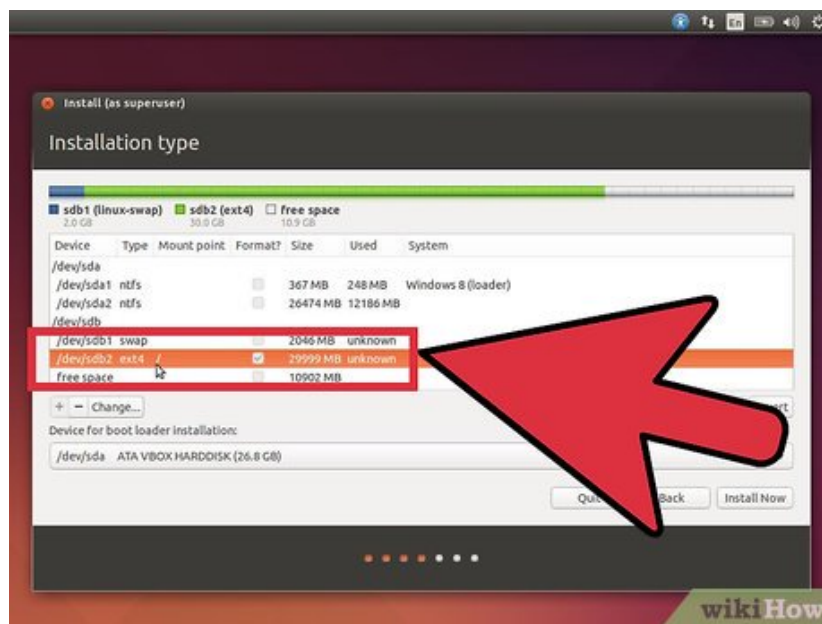 En
Install (as superuser)
Installation type
sdb1 (linux-swap) sdb2 (ext4) free space
2.0 GB 30.0 GB 10.9 GB
Device Type Mount point Format? Size Used System
/dev/sda
/dev/sda1 ntfs 367 MB 248 MB Windows 8 (loader)
/dev/sda2 ntfs 26474 MB 12186 MB
/dev/sdb
/dev/sdb1 swap 2046 MB unknown
/dev/sdb2 ext4 / 29999 MB unknown
free space 10902 MB
+ - Change...
Device for boot loader installation:
/dev/sda ATA VBOX HARDDISK (26.8 GB)
Back Install Now
wikiHow